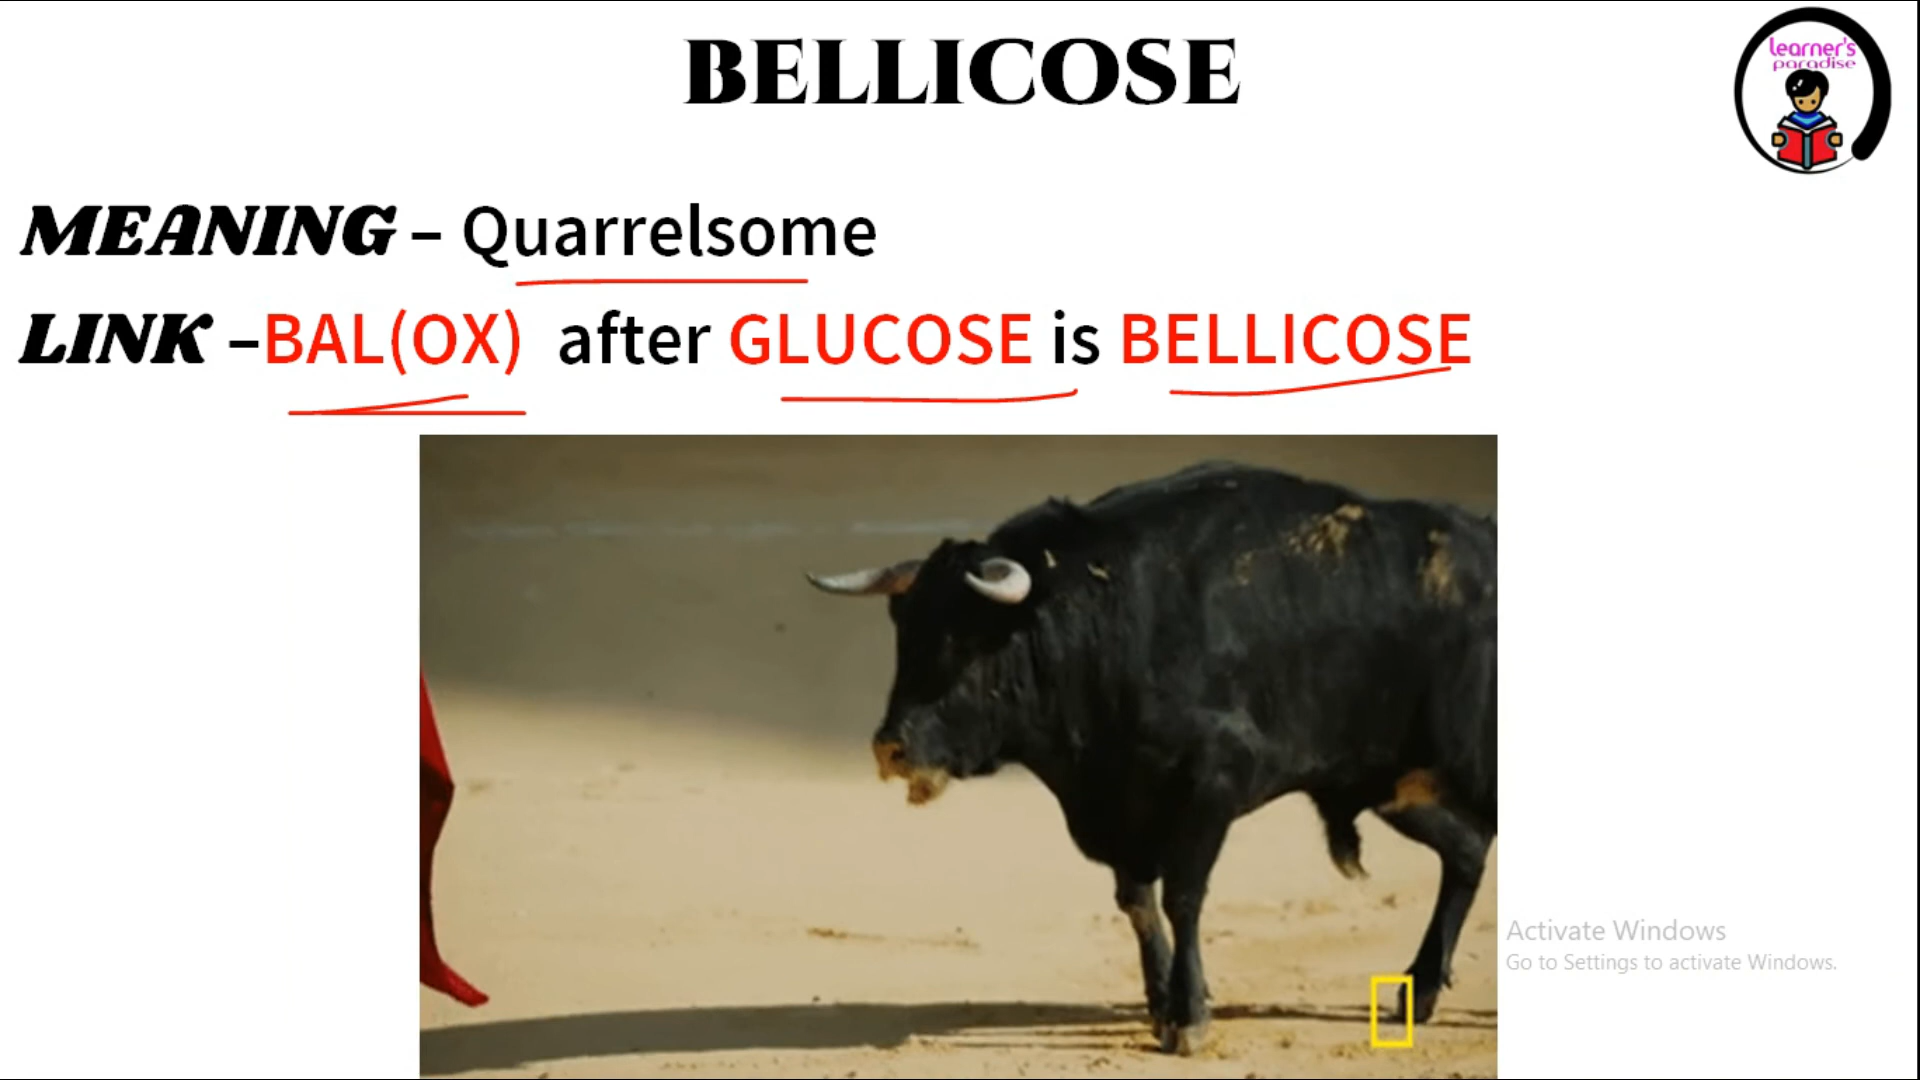 BELLICOSE
learner's
paradise
MEANING – Quarrelsome
LINK –BAL(OX) after GLUCOSE is BELLICOSE
Activate Windows
Go to Settings to activate Windows.